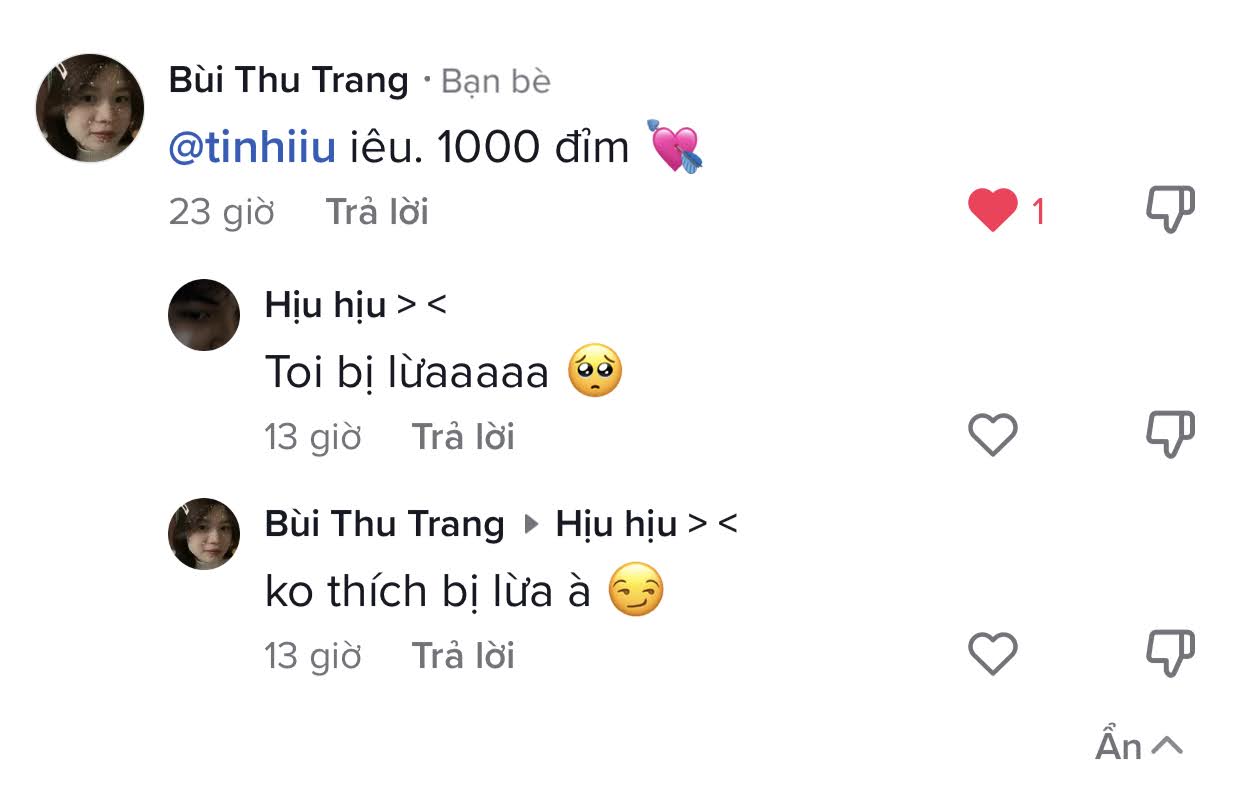 Bùi Thu Trang · Bạn bè
@tinhiiu iêu. 1000 đỉm 💘
23 giờ Trả lời 1
Hịu hịu > <
Toi bị lừaaaaa 🥺
13 giờ Trả lời
Bùi Thu Trang ▸ Hịu hịu > <
ko thích bị lừa à 😏
13 giờ Trả lời
Ẩn